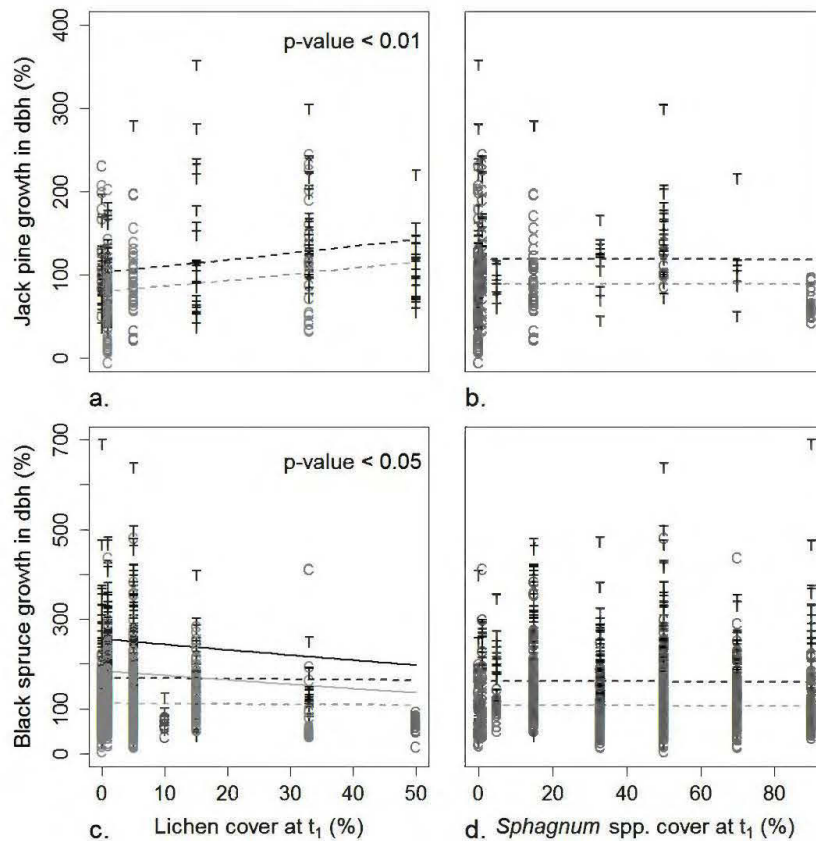 Jack pine growth in dbh (%)
400
300
200
100
0
p-value < 0.01
a.
b.
Black spruce growth in dbh (%)
700
500
300
100
0
p-value < 0.05
0 10 20 30 40 50
0 20 40 60 80
c. Lichen cover at t₁ (%)
d. Sphagnum spp. cover at t₁ (%)